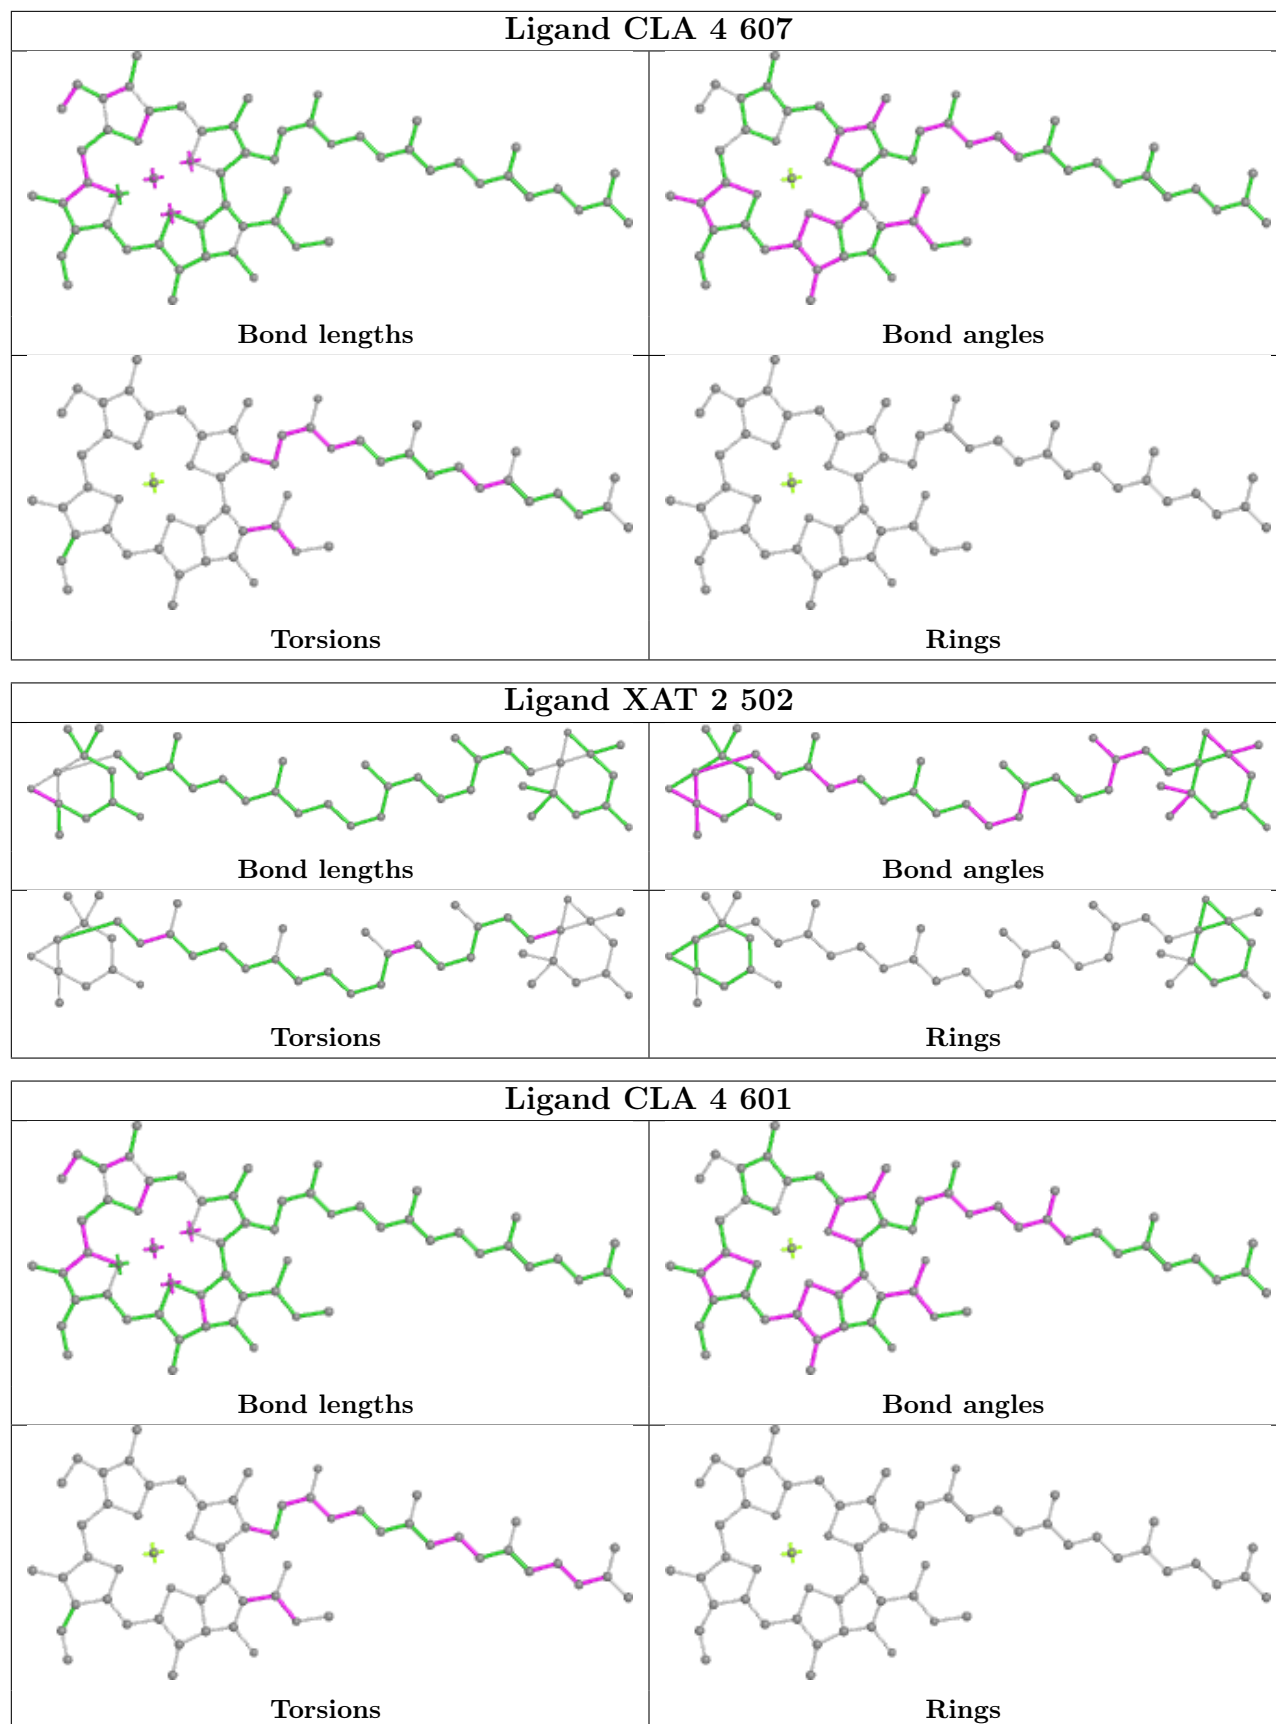 Ligand CLA 4 607
Bond lengths
Bond angles
Torsions
Rings
Ligand XAT 2 502
Bond lengths
Bond angles
Torsions
Rings
Ligand CLA 4 601
Bond lengths
Bond angles
Torsions
Rings